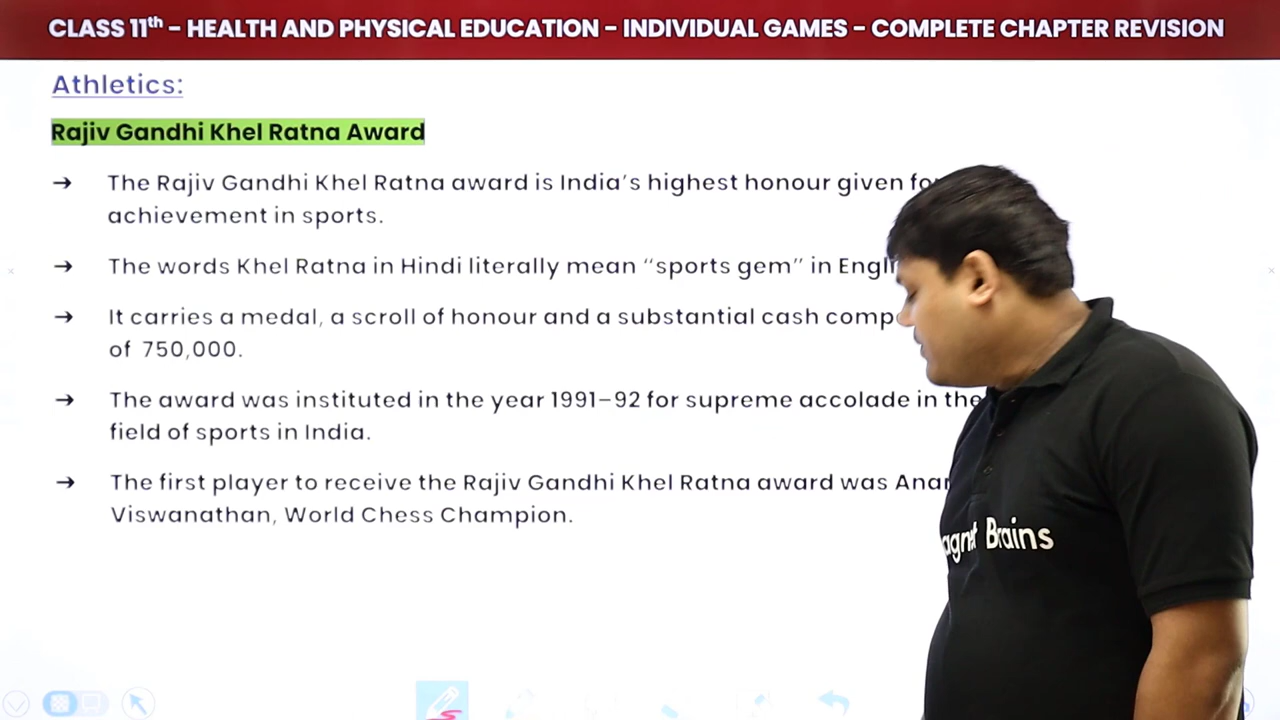 CLASS 11th - HEALTH AND PHYSICAL EDUCATION - INDIVIDUAL GAMES - COMPLETE CHAPTER REVISION
Athletics:
Rajiv Gandhi Khel Ratna Award
→ The Rajiv Gandhi Khel Ratna award is India's highest honour given
achievement in sports.
→ The words Khel Ratna in Hindi literally mean “sports gem” in
→ It carries a medal, a scroll of honour and a substantial cash
of 750,000.
→ The award was instituted in the year 1991–92 for supreme accolade in the
field of sports in India.
→ The first player to receive the Rajiv Gandhi Khel Ratna award was
Viswanathan, World Chess Champion.
Brains